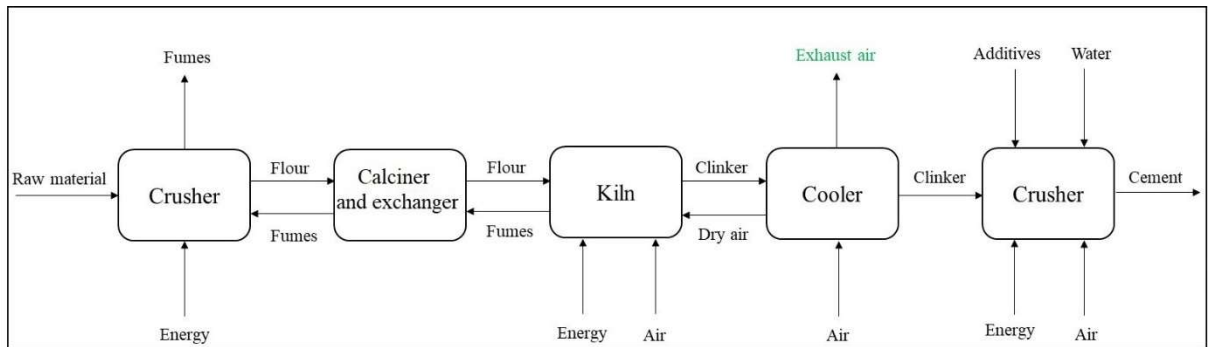 Fumes
Exhaust air
Additives
Water
Raw material
Crusher
Flour
Fumes
Calciner
and exchanger
Flour
Fumes
Kiln
Clinker
Dry air
Cooler
Clinker
Crusher
Cement
Energy
Energy
Air
Air
Energy
Air